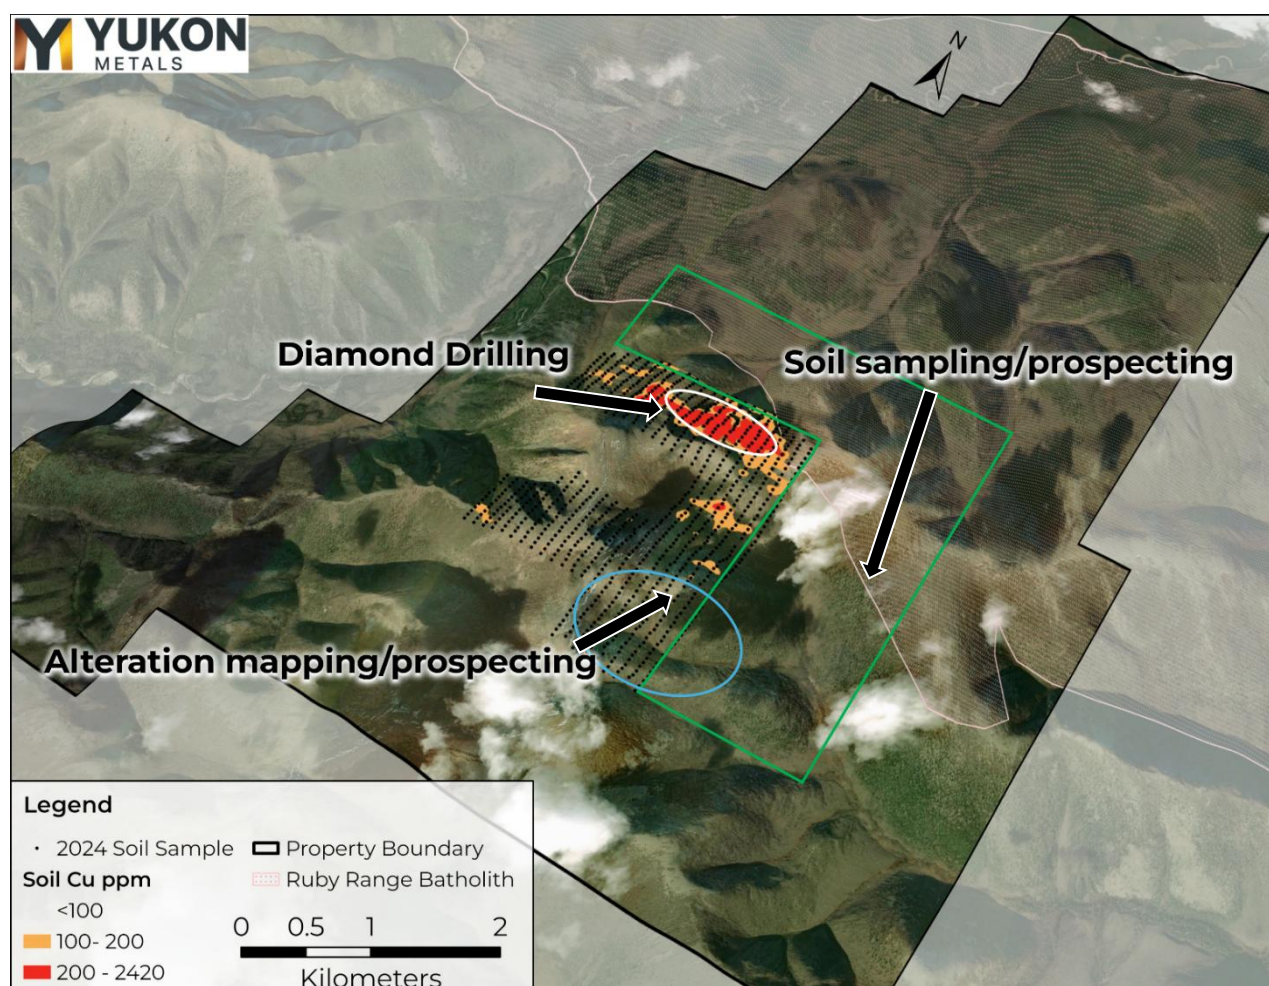 YUKON
METALS
N
Diamond Drilling
Soil sampling/prospecting
Alteration mapping/prospecting
Legend
2024 Soil Sample
Property Boundary
Soil Cu ppm
Ruby Range Batholith
<100
100- 200
200 - 2420
0 0.5 1 2
Kilometers